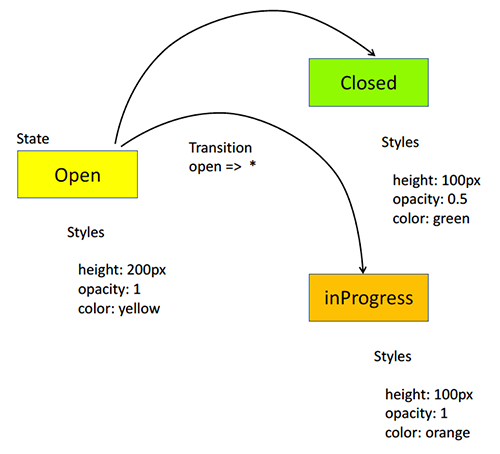 Closed
State
Open
Transition
open => *
Styles
height: 100px
opacity: 0.5
color: green
Styles
height: 200px
opacity: 1
color: yellow
inProgress
Styles
height: 100px
opacity: 1
color: orange